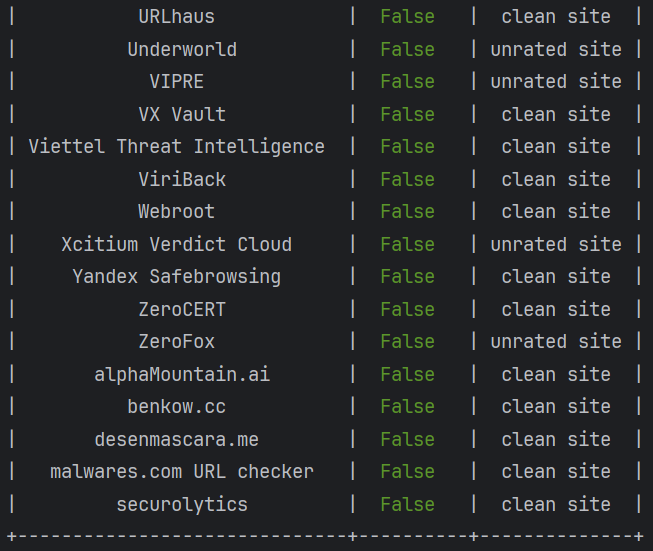 | URLhaus | False | clean site |
| Underworld | False | unrated site |
| VIPRE | False | unrated site |
| VX Vault | False | clean site |
| Viettel Threat Intelligence | False | clean site |
| ViriBack | False | clean site |
| Webroot | False | clean site |
| Xcitium Verdict Cloud | False | unrated site |
| Yandex Safebrowsing | False | clean site |
| ZeroCERT | False | clean site |
| ZeroFox | False | unrated site |
| alphaMountain.ai | False | clean site |
| benkow.cc | False | clean site |
| desenmascara.me | False | clean site |
| malwares.com URL checker | False | clean site |
| securolytics | False | clean site |
+------------------------------+----------+--------------+